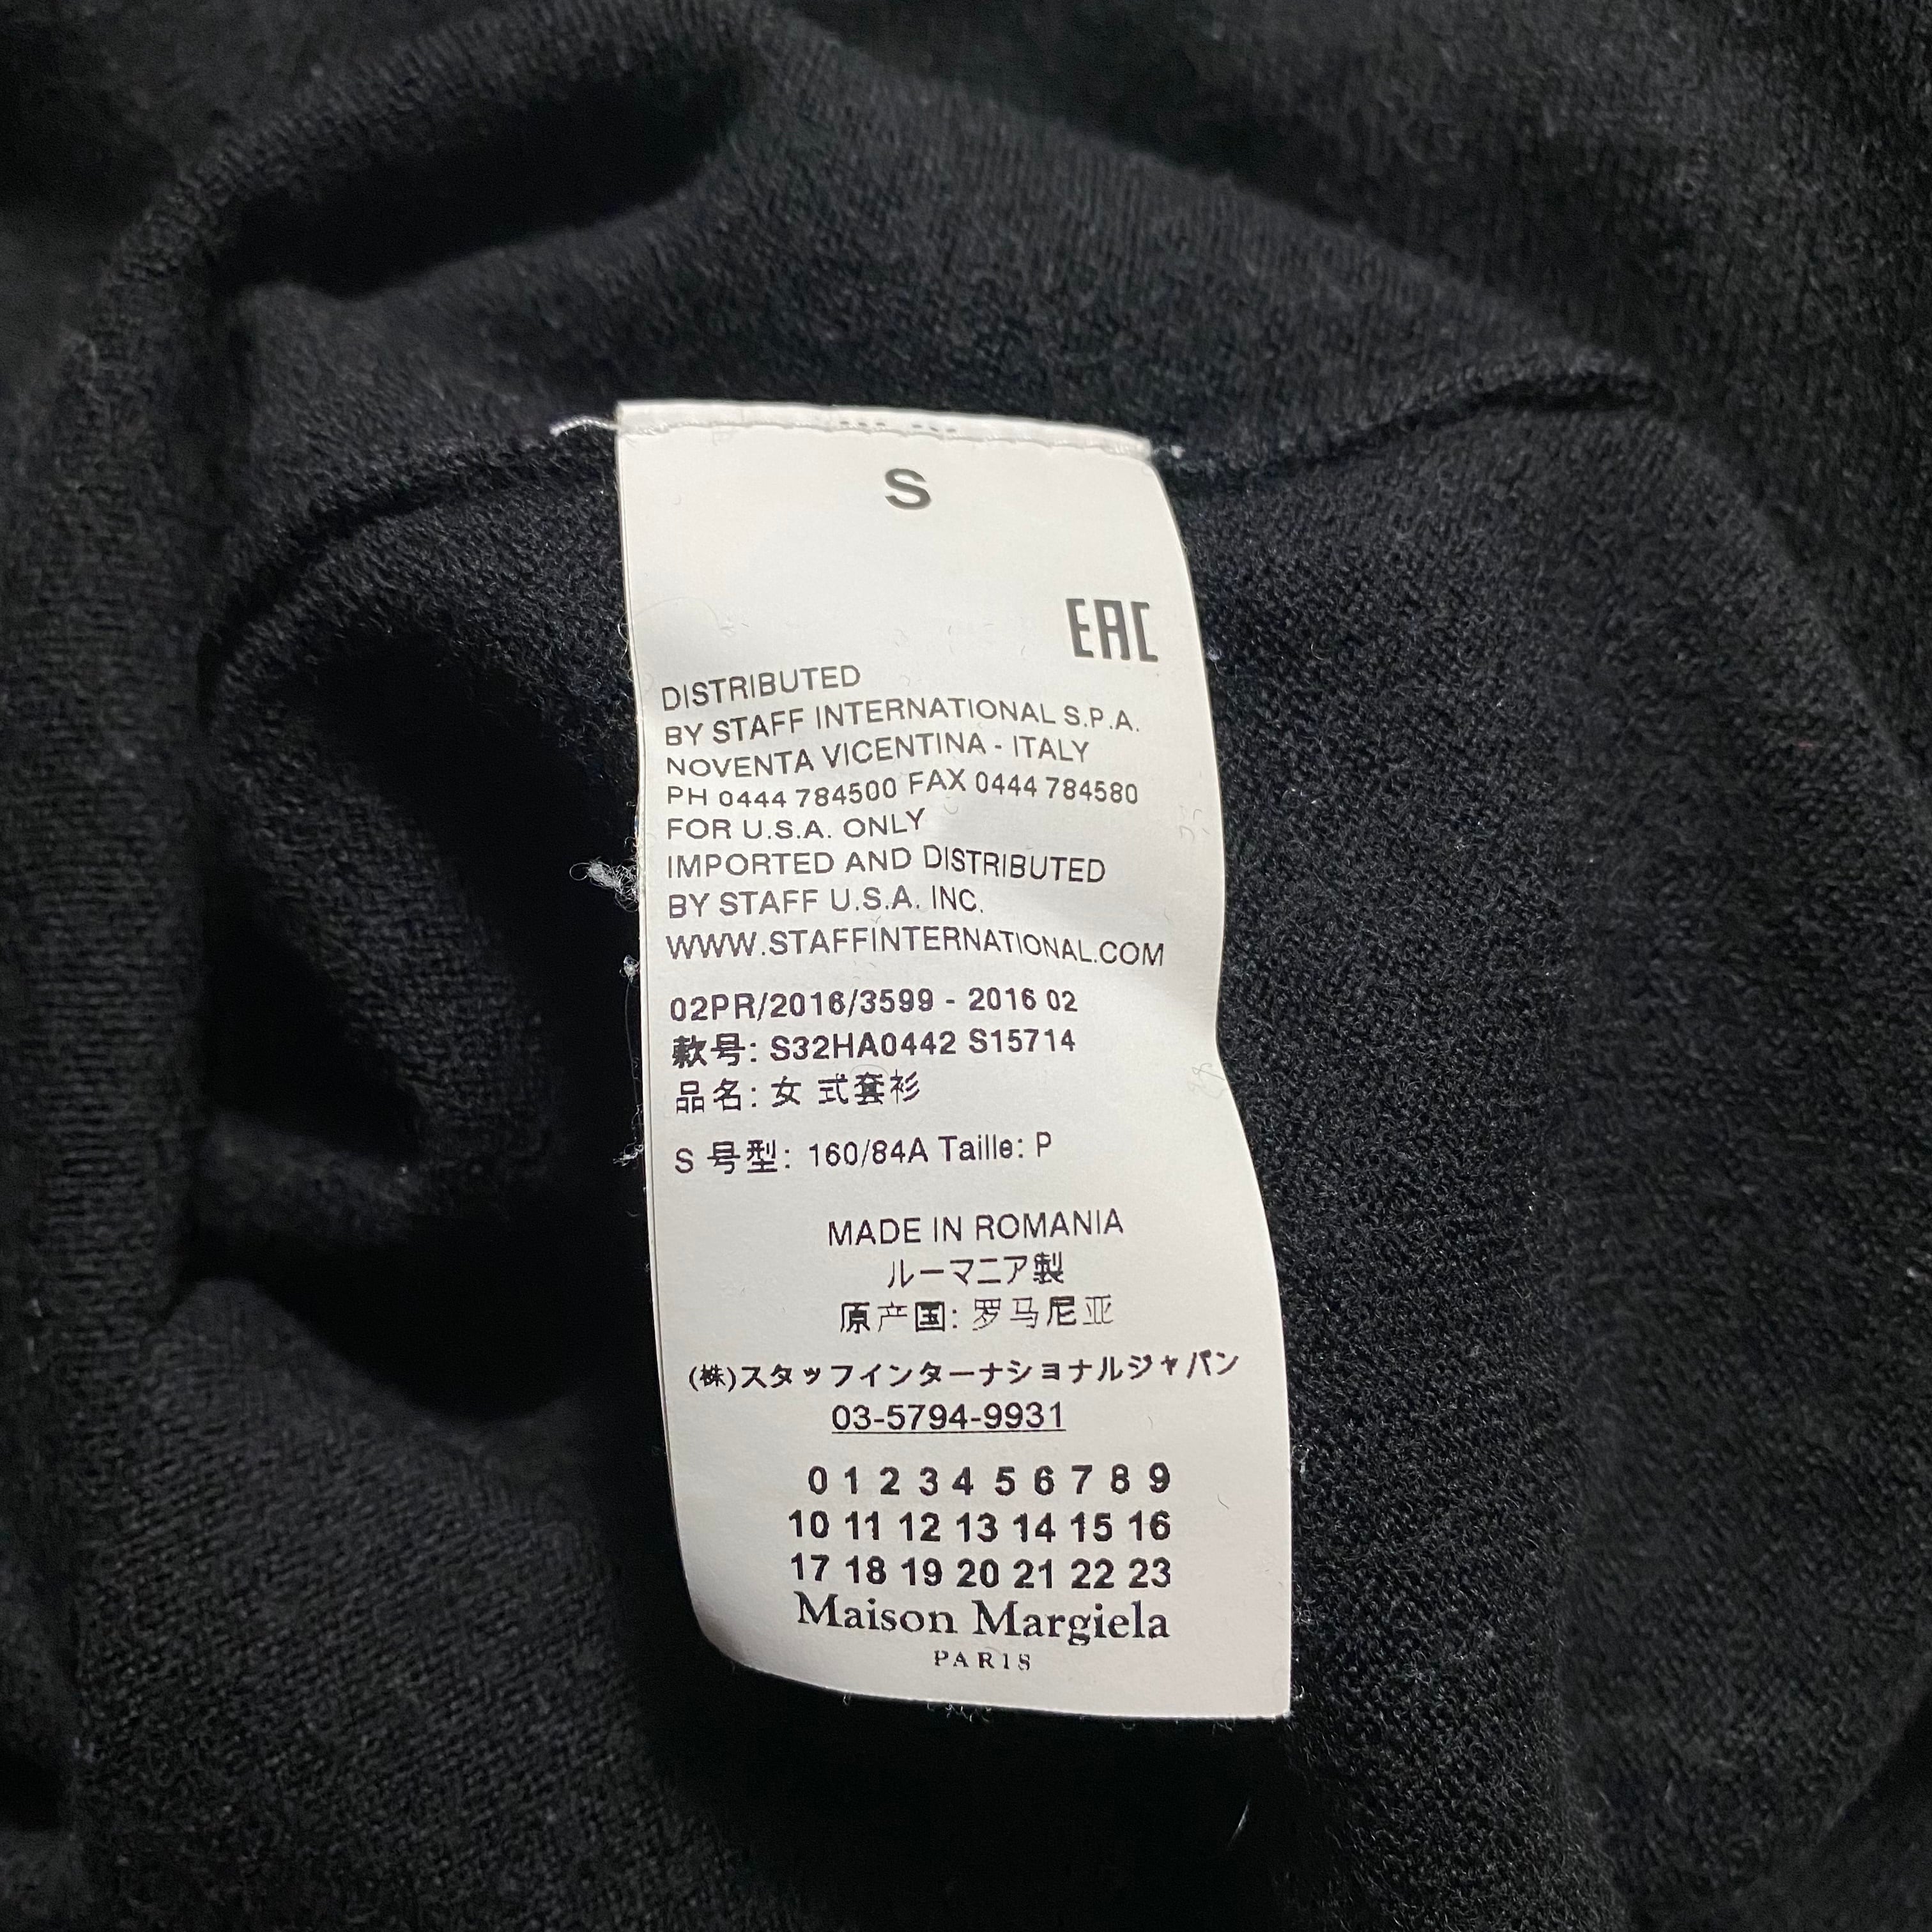 S
EAC
DISTRIBUTED
BY STAFF INTERNATIONAL S.P.A.
NOVENTA VICENTINA - ITALY
PH 0444 784500 FAX 0444 784580
FOR U.S.A. ONLY
IMPORTED AND DISTRIBUTED
BY STAFF U.S.A. INC.
WWW.STAFFINTERNATIONAL.COM
02PR/2016/3599 - 2016 02
款号: S32HA0442 S15714
品名: 女 式套衫
S 号型: 160/84A Taille: P
MADE IN ROMANIA
ルーマニア製
原产国: 罗马尼亚
(株)スタッフインターナショナルジャパン
03-5794-9931
0 1 2 3 4 5 6 7 8 9
10 11 12 13 14 15 16
17 18 19 20 21 22 23
Maison Margiela
PARIS